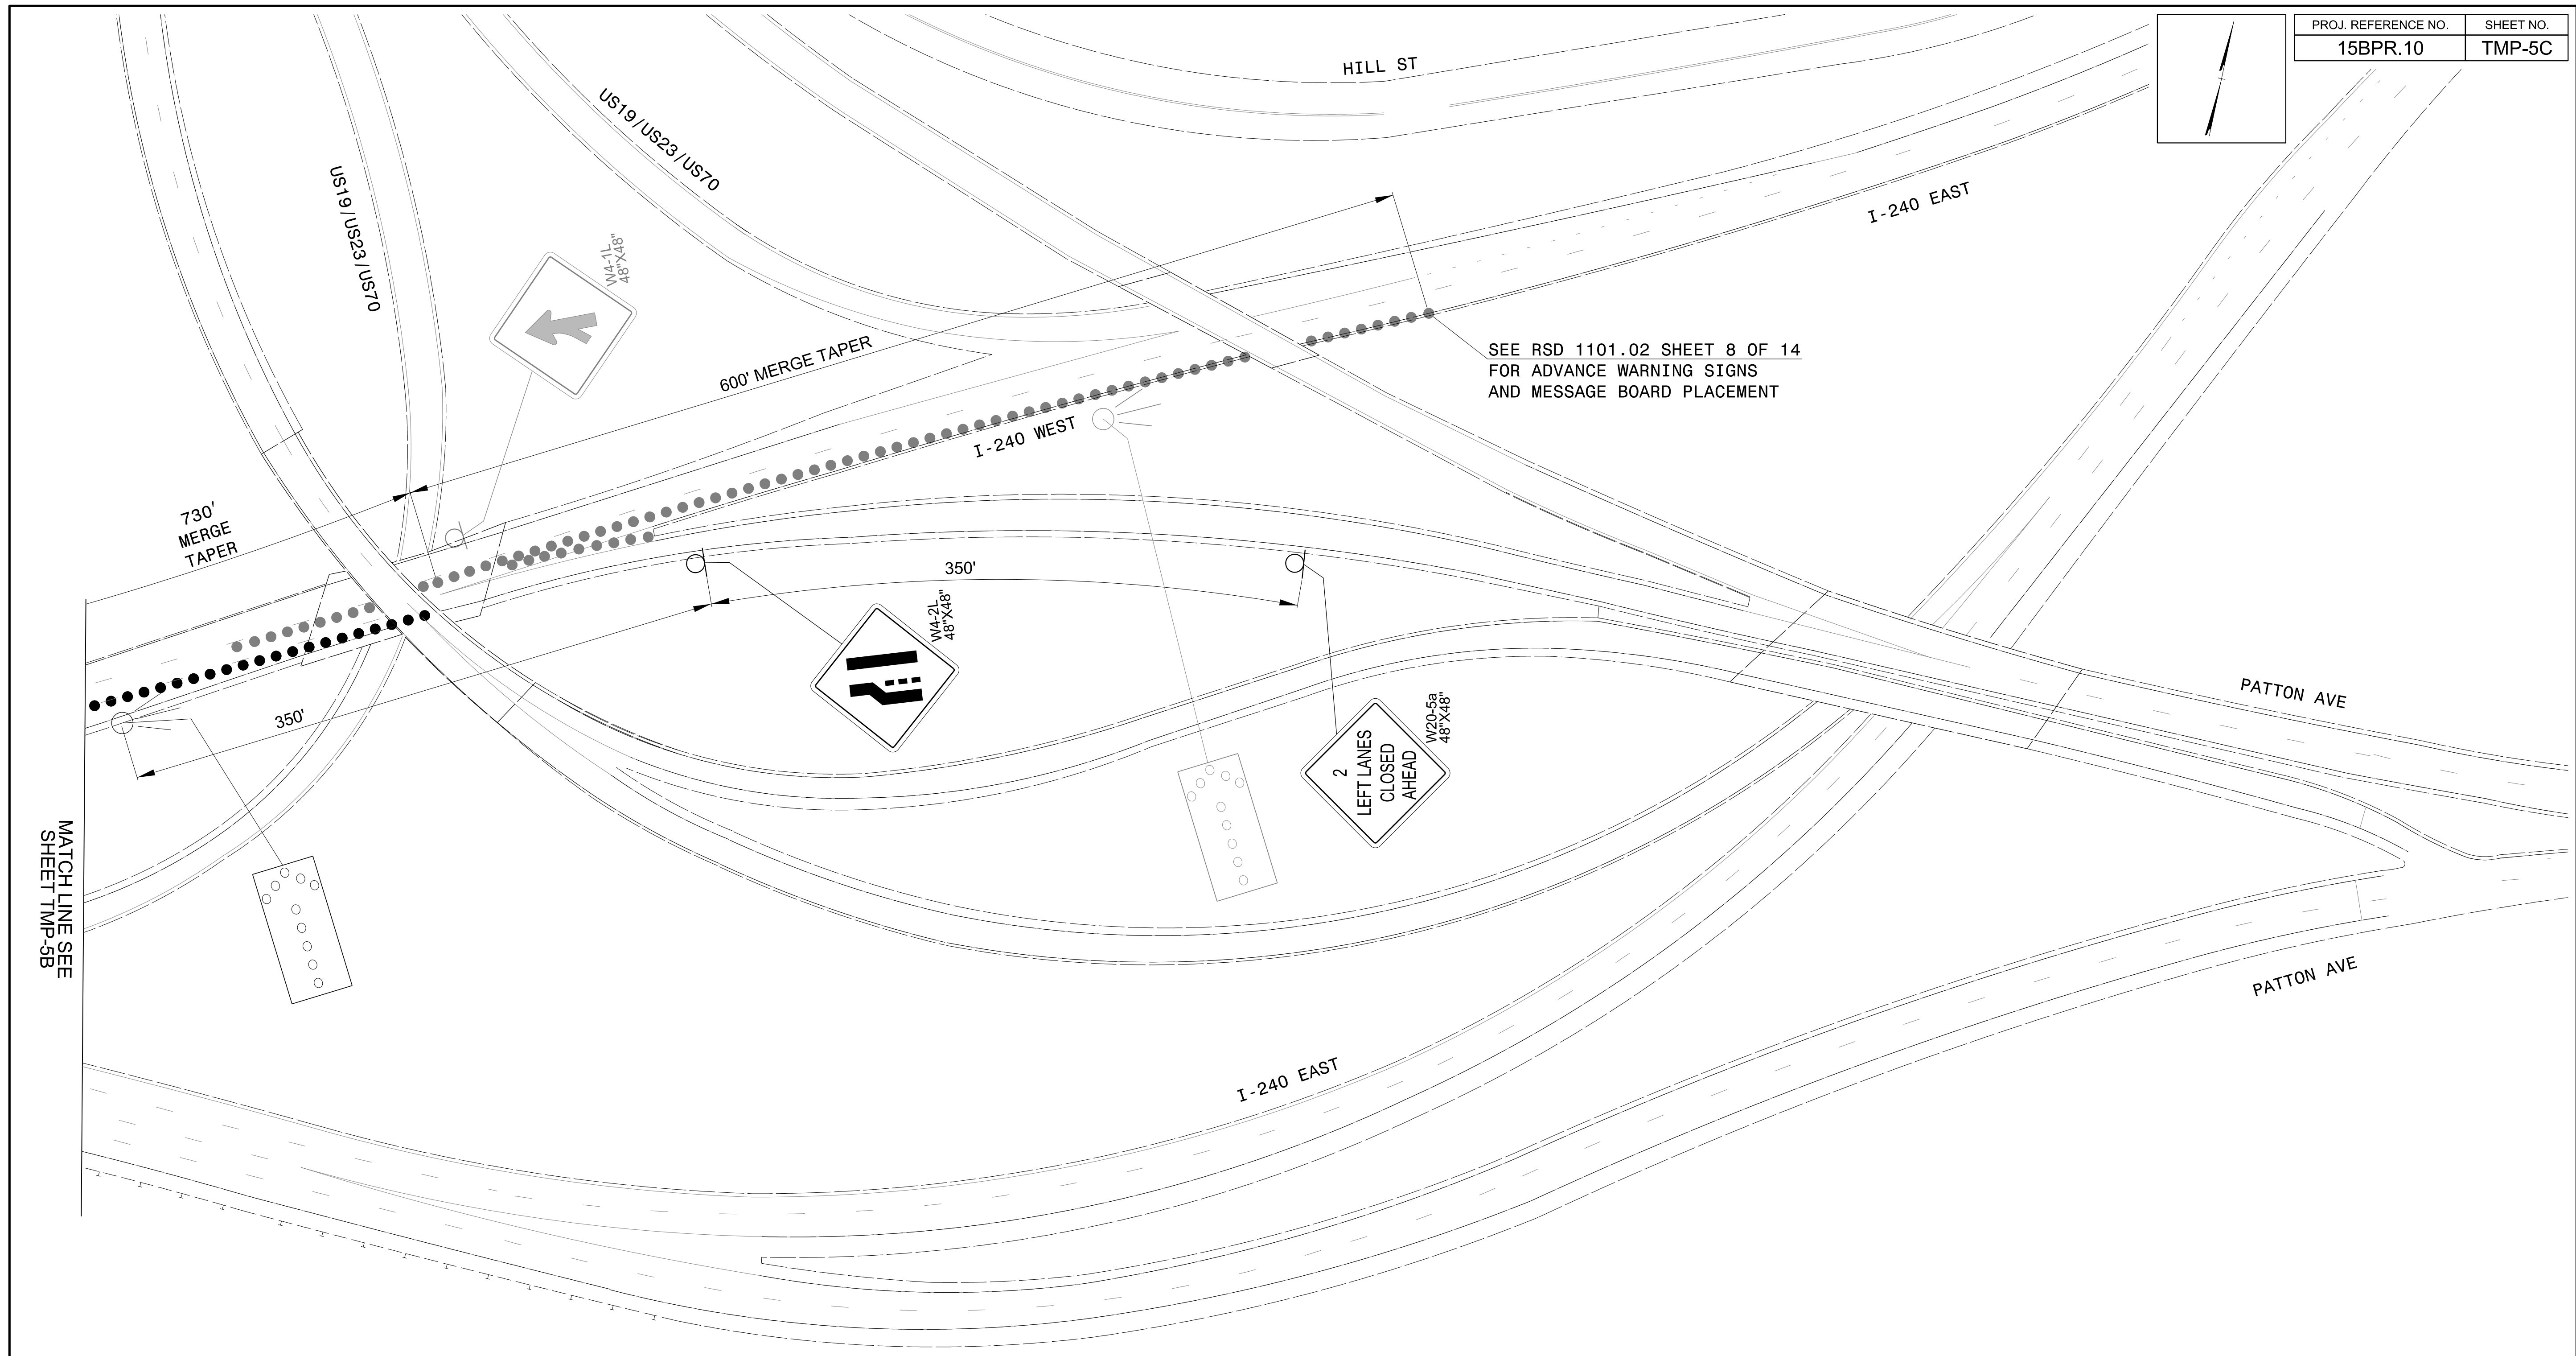 PROJ. REFERENCE NO.
SHEET NO.
15BPR.10
TMP-5C
HILL ST
US19/US23/US70
US19/US23/US70
W4-1L
48"X48"
I-240 EAST
600' MERGE TAPER
SEE RSD 1101.02 SHEET 8 OF 14
FOR ADVANCE WARNING SIGNS
AND MESSAGE BOARD PLACEMENT
I-240 WEST
730'
MERGE
TAPER
350'
W4-2L
48"X48"
350'
PATTON AVE
W20-5a
48"X48"
2
LEFT LANES
CLOSED
AHEAD
MATCH LINE SEE
SHEET TMP-5B
PATTON AVE
I-240 EAST